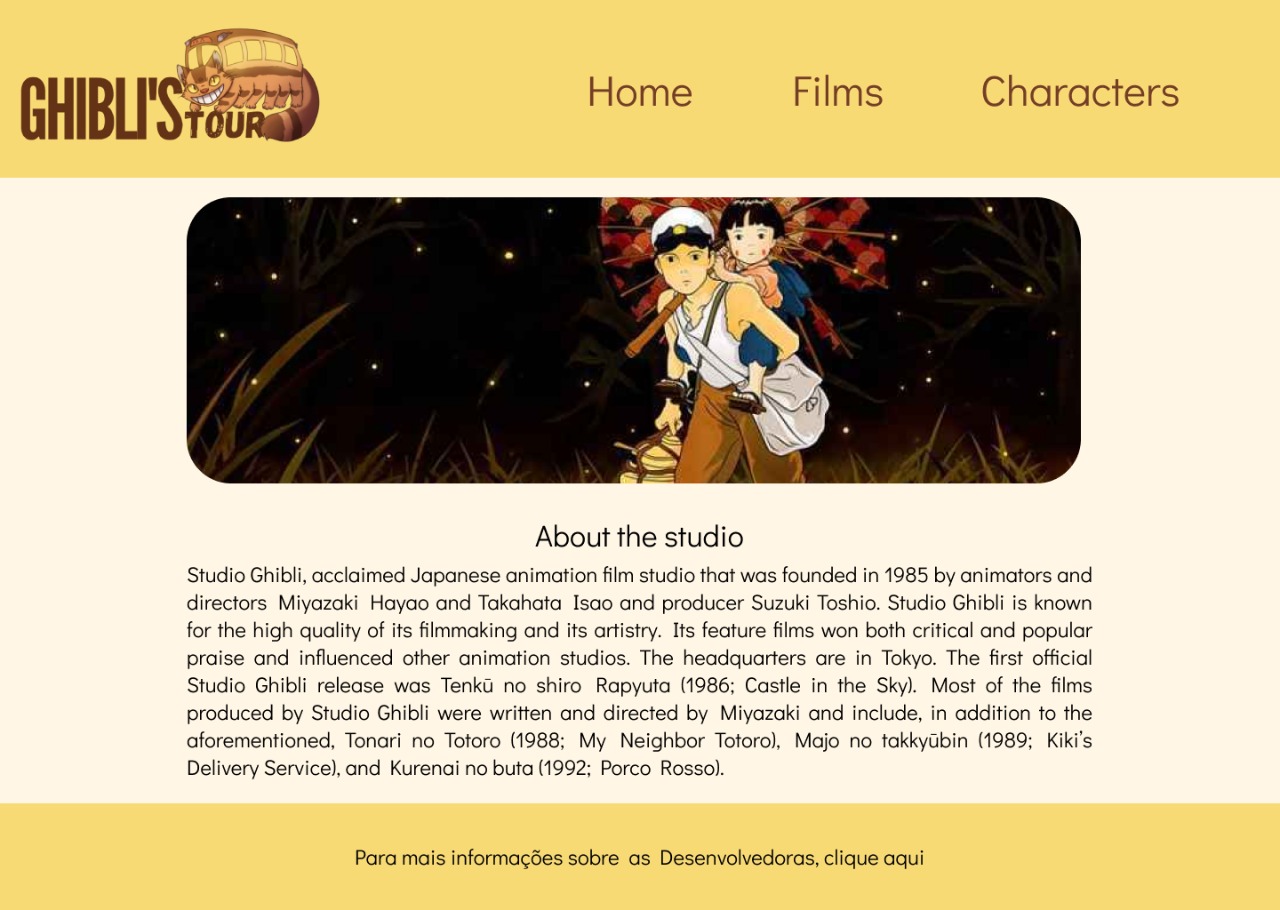 GHIBLI'S TOUR
Home Films Characters
About the studio
Studio Ghibli, acclaimed Japanese animation film studio that was founded in 1985 by animators and
directors Miyazaki Hayao and Takahata Isao and producer Suzuki Toshio. Studio Ghibli is known
for the high quality of its filmmaking and its artistry. Its feature films won both critical and popular
praise and influenced other animation studios. The headquarters are in Tokyo. The first official
Studio Ghibli release was Tenkū no shiro Rapyuta (1986; Castle in the Sky). Most of the films
produced by Studio Ghibli were written and directed by Miyazaki and include, in addition to the
aforementioned, Tonari no Totoro (1988; My Neighbor Totoro), Majo no takkyūbin (1989; Kiki's
Delivery Service), and Kurenai no buta (1992; Porco Rosso).
Para mais informações sobre as Desenvolvedoras, clique aqui